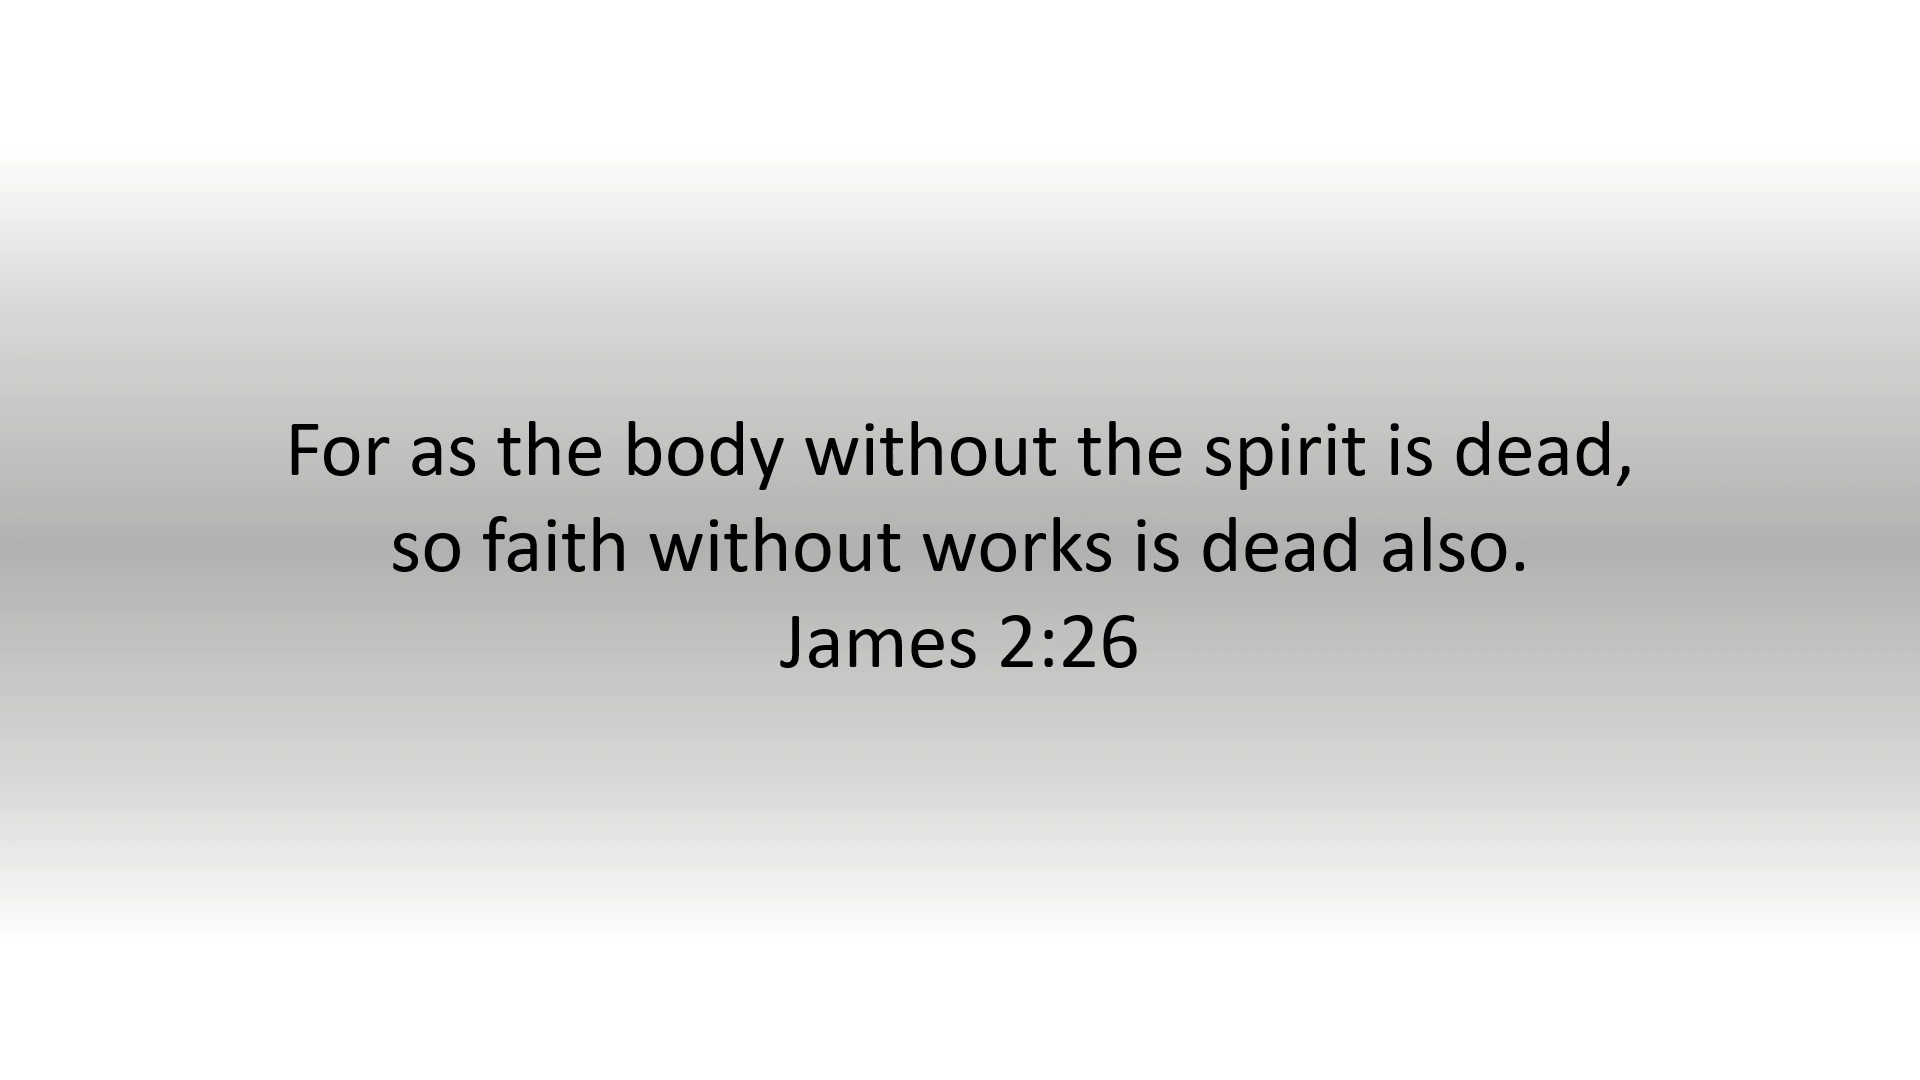 For as the body without the spirit is dead,
so faith without works is dead also.
James 2:26